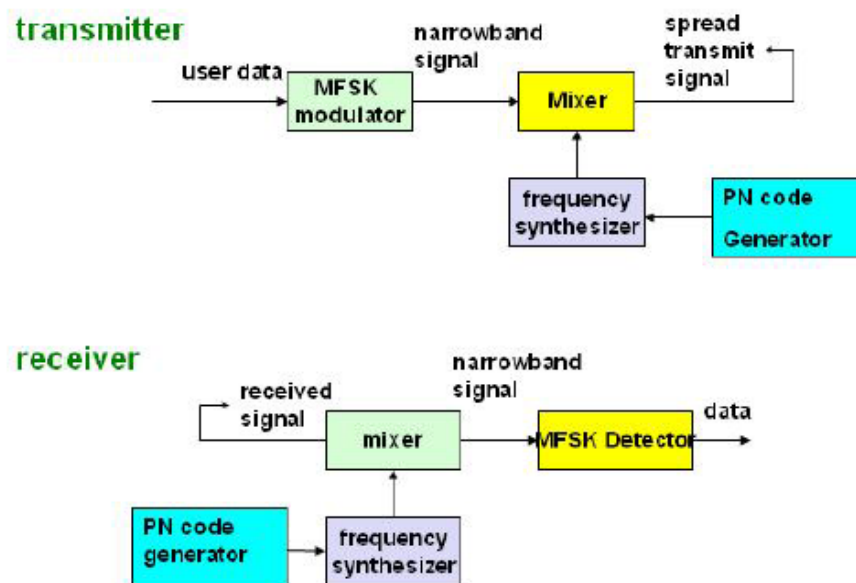 transmitter
user data
MFSK
modulator
narrowband
signal
Mixer
spread
transmit
signal
frequency
synthesizer
PN code
Generator
receiver
received
signal
mixer
narrowband
signal
MFSK Detector
data
PN code
generator
frequency
synthesizer